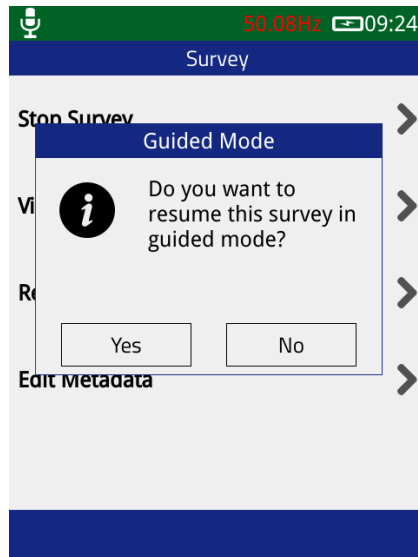 50.08Hz 09:24
Survey
Stop Survey
Guided Mode
Do you want to
resume this survey in
guided mode?
Yes No
Edit Metadata